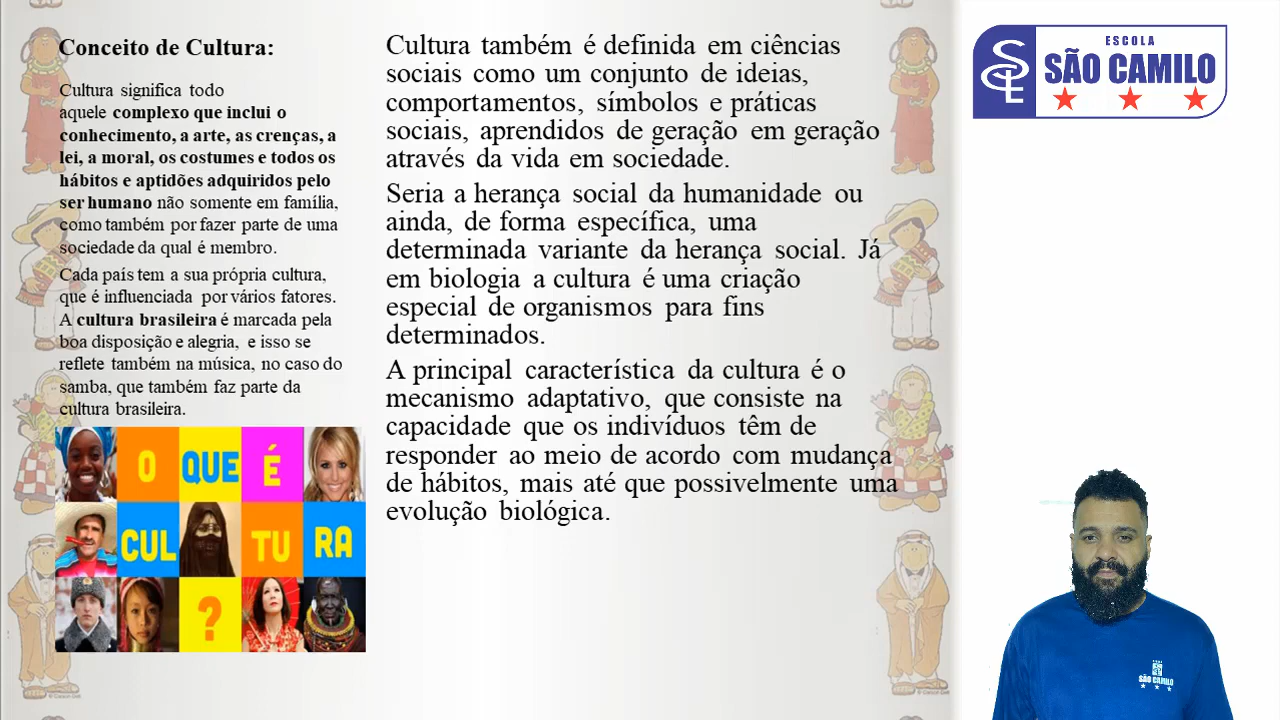 Conceito de Cultura:
Cultura significa todo
aquele complexo que inclui o
conhecimento, a arte, as crenças, a
lei, a moral, os costumes e todos os
hábitos e aptidões adquiridos pelo
ser humano não somente em família,
como também por fazer parte de uma
sociedade da qual é membro.
Cada país tem a sua própria cultura,
que é influenciada por vários fatores.
A cultura brasileira é marcada pela
boa disposição e alegria, e isso se
reflete também na música, no caso do
samba, que também faz parte da
cultura brasileira.
O QUE É
CUL TU RA
?
Cultura também é definida em ciências
sociais como um conjunto de ideias,
comportamentos, símbolos e práticas
sociais, aprendidos de geração em geração
através da vida em sociedade.
Seria a herança social da humanidade ou
ainda, de forma específica, uma
determinada variante da herança social. Já
em biologia a cultura é uma criação
especial de organismos para fins
determinados.
A principal característica da cultura é o
mecanismo adaptativo, que consiste na
capacidade que os indivíduos têm de
responder ao meio de acordo com mudança
de hábitos, mais até que possivelmente uma
evolução biológica.
ESCOLA
SÃO CAMILO
SÃO CAMILO